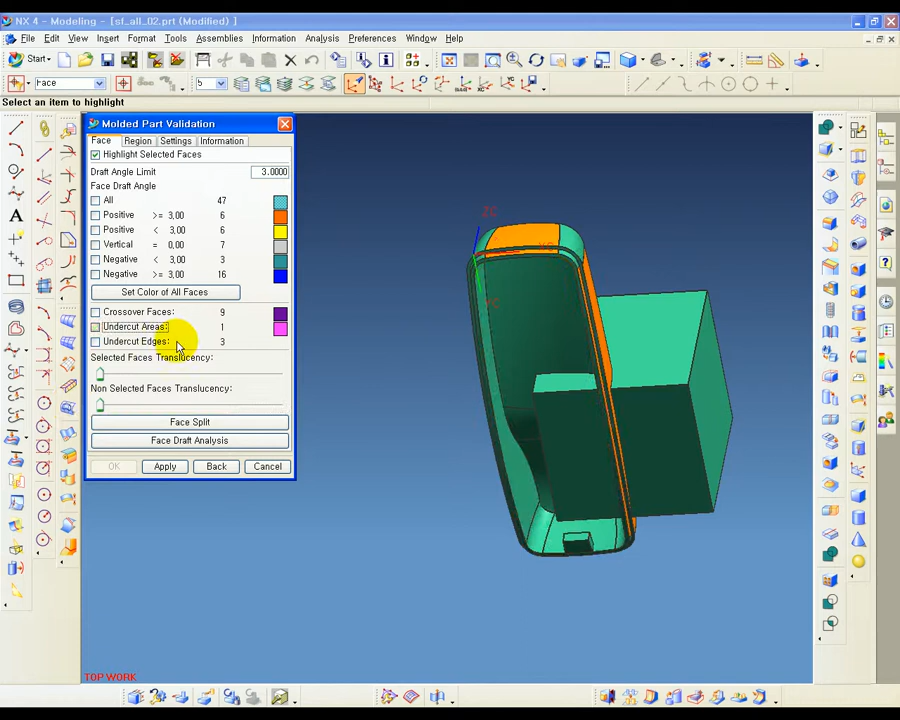 NX 4 - Modeling - [sf_all_02.prt (Modified) ]
File Edit View Insert Format Tools Assemblies Information Analysis Preferences Window Help
Start
Face 5
Select an item to highlight
Molded Part Validation
Face Region Settings Information
Highlight Selected Faces
Draft Angle Limit 3.0000
Face Draft Angle
All 47
Positive >= 3,00 6
Positive < 3,00 6
Vertical = 0,00 7
Negative < 3,00 3
Negative >= 3,00 16
Set Color of All Faces
Crossover Faces: 9
Undercut Areas: 1
Undercut Edges: 3
Selected Faces Translucency:
Non Selected Faces Translucency:
Face Split
Face Draft Analysis
OK Apply Back Cancel
ZC
XC
YC
TOP WORK